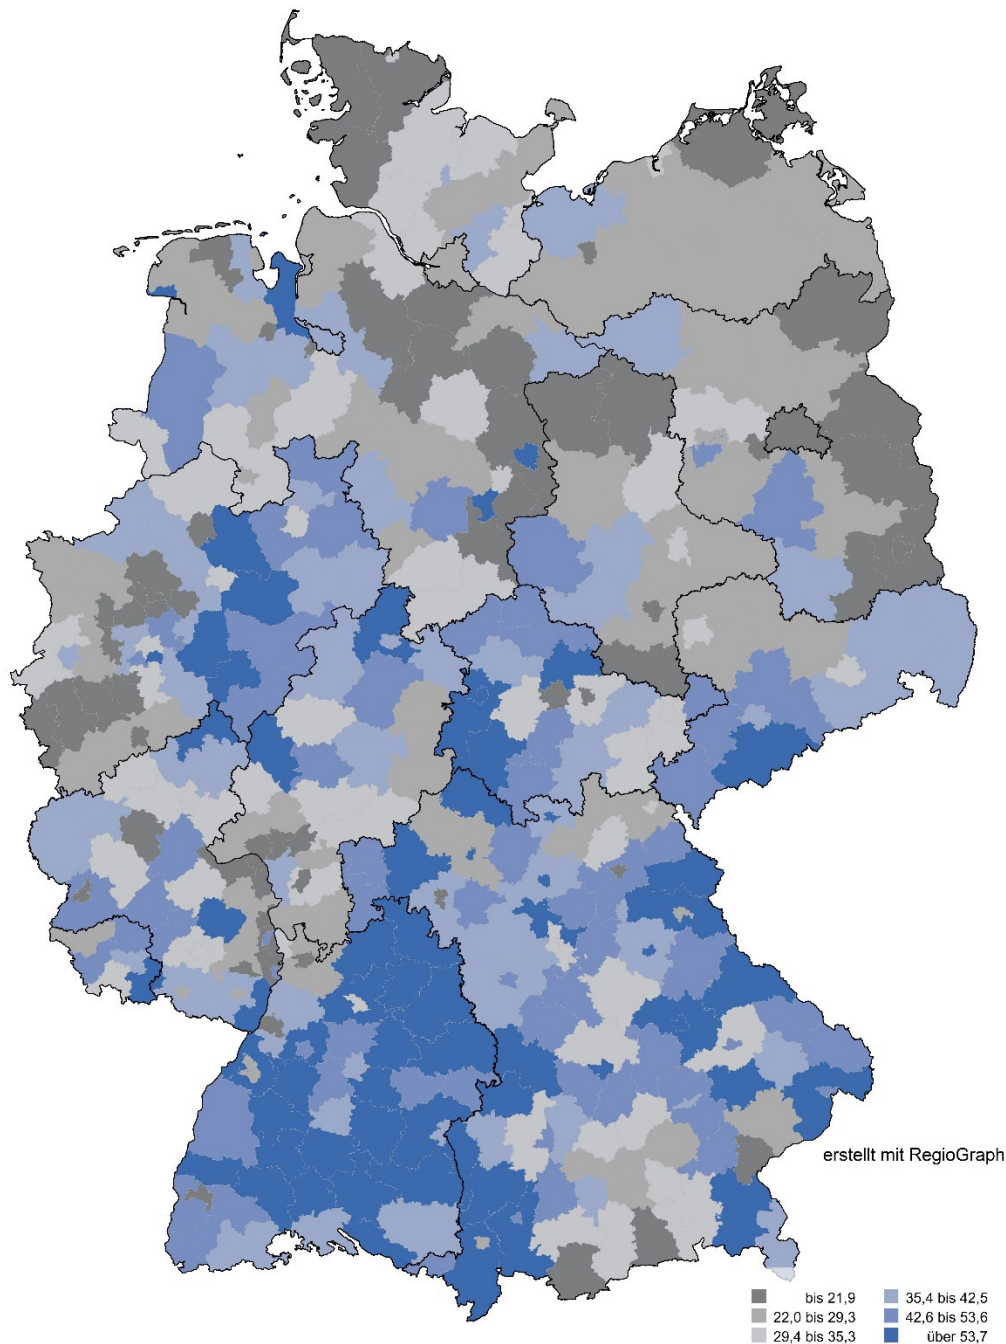 erstellt mit RegioGraph
bis 21,9
22,0 bis 29,3
29,4 bis 35,3
35,4 bis 42,5
42,6 bis 53,6
über 53,7